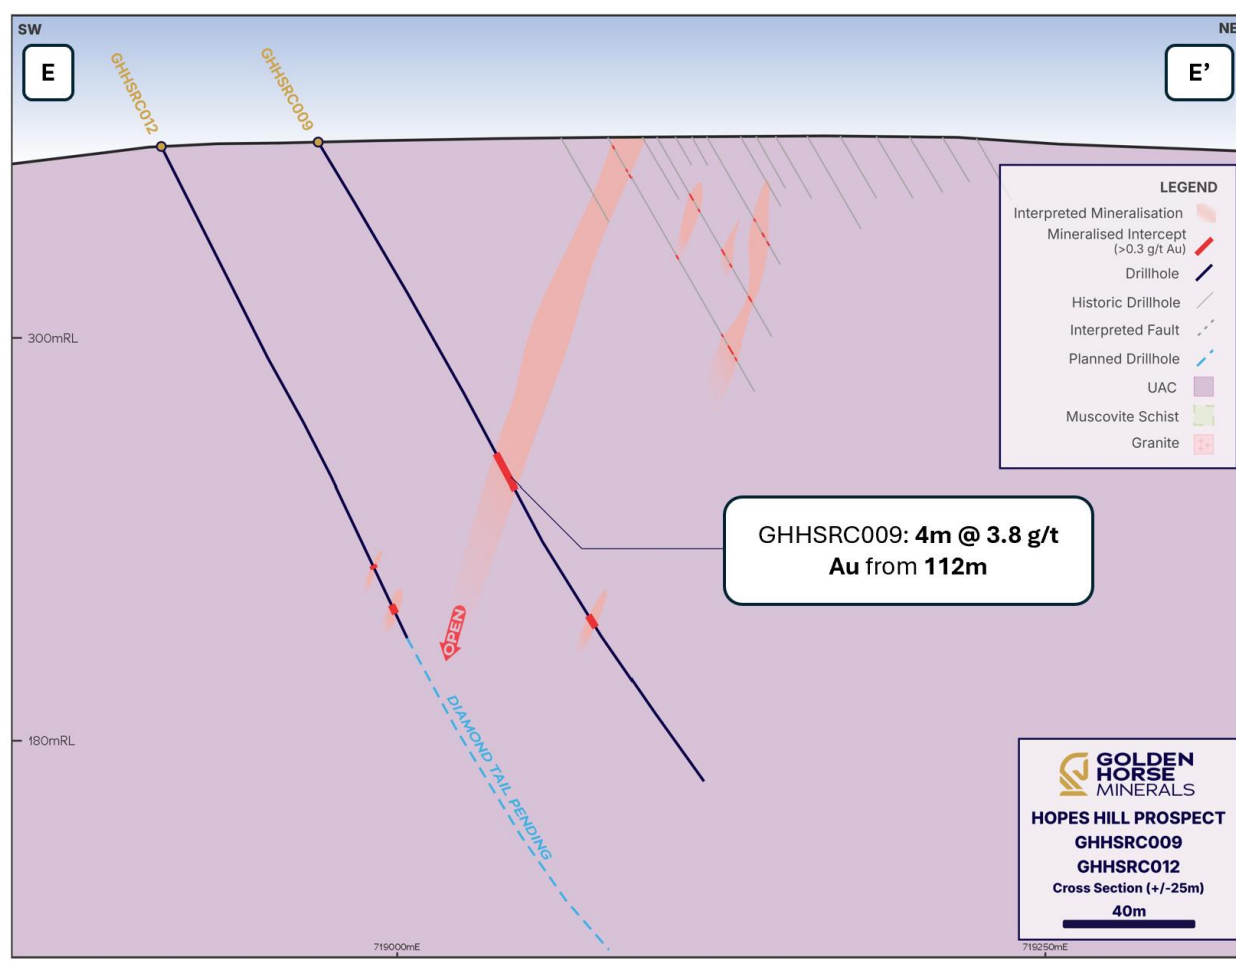 SW
NE
E
E’
GHHSRC012
GHHSRC009
LEGEND
Interpreted Mineralisation
Mineralised Intercept
(>0.3 g/t Au)
Drillhole
Historic Drillhole
300mRL
Interpreted Fault
Planned Drillhole
UAC
Muscovite Schist
Granite
GHHSRC009: 4m @ 3.8 g/t
Au from 112m
OPEN
DIAMOND TAIL PENDING
180mRL
GOLDEN
HORSE
MINERALS
HOPES HILL PROSPECT
GHHSRC009
GHHSRC012
Cross Section (+/-25m)
40m
719000mE
719250mE